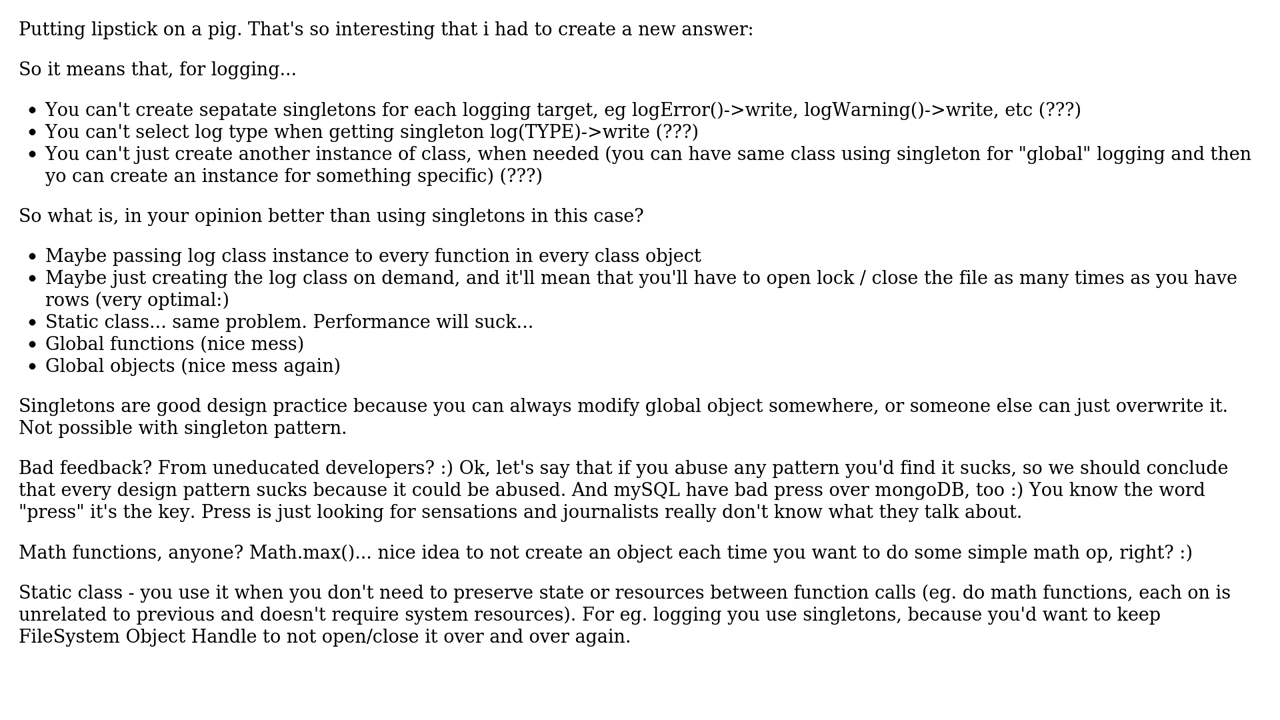 Putting lipstick on a pig. That's so interesting that i had to create a new answer:
So it means that, for logging...
• You can't create sepatate singletons for each logging target, eg logError()->write, logWarning()->write, etc (???)
• You can't select log type when getting singleton log(TYPE)->write (???)
• You can't just create another instance of class, when needed (you can have same class using singleton for "global" logging and then
yo can create an instance for something specific) (???)
So what is, in your opinion better than using singletons in this case?
• Maybe passing log class instance to every function in every class object
• Maybe just creating the log class on demand, and it'll mean that you'll have to open lock / close the file as many times as you have
rows (very optimal:)
• Static class... same problem. Performance will suck...
• Global functions (nice mess)
• Global objects (nice mess again)
Singletons are good design practice because you can always modify global object somewhere, or someone else can just overwrite it.
Not possible with singleton pattern.
Bad feedback? From uneducated developers? :) Ok, let's say that if you abuse any pattern you'd find it sucks, so we should conclude
that every design pattern sucks because it could be abused. And mySQL have bad press over mongoDB, too :) You know the word
"press" it's the key. Press is just looking for sensations and journalists really don't know what they talk about.
Math functions, anyone? Math.max()... nice idea to not create an object each time you want to do some simple math op, right? :)
Static class - you use it when you don't need to preserve state or resources between function calls (eg. do math functions, each on is
unrelated to previous and doesn't require system resources). For eg. logging you use singletons, because you'd want to keep
FileSystem Object Handle to not open/close it over and over again.